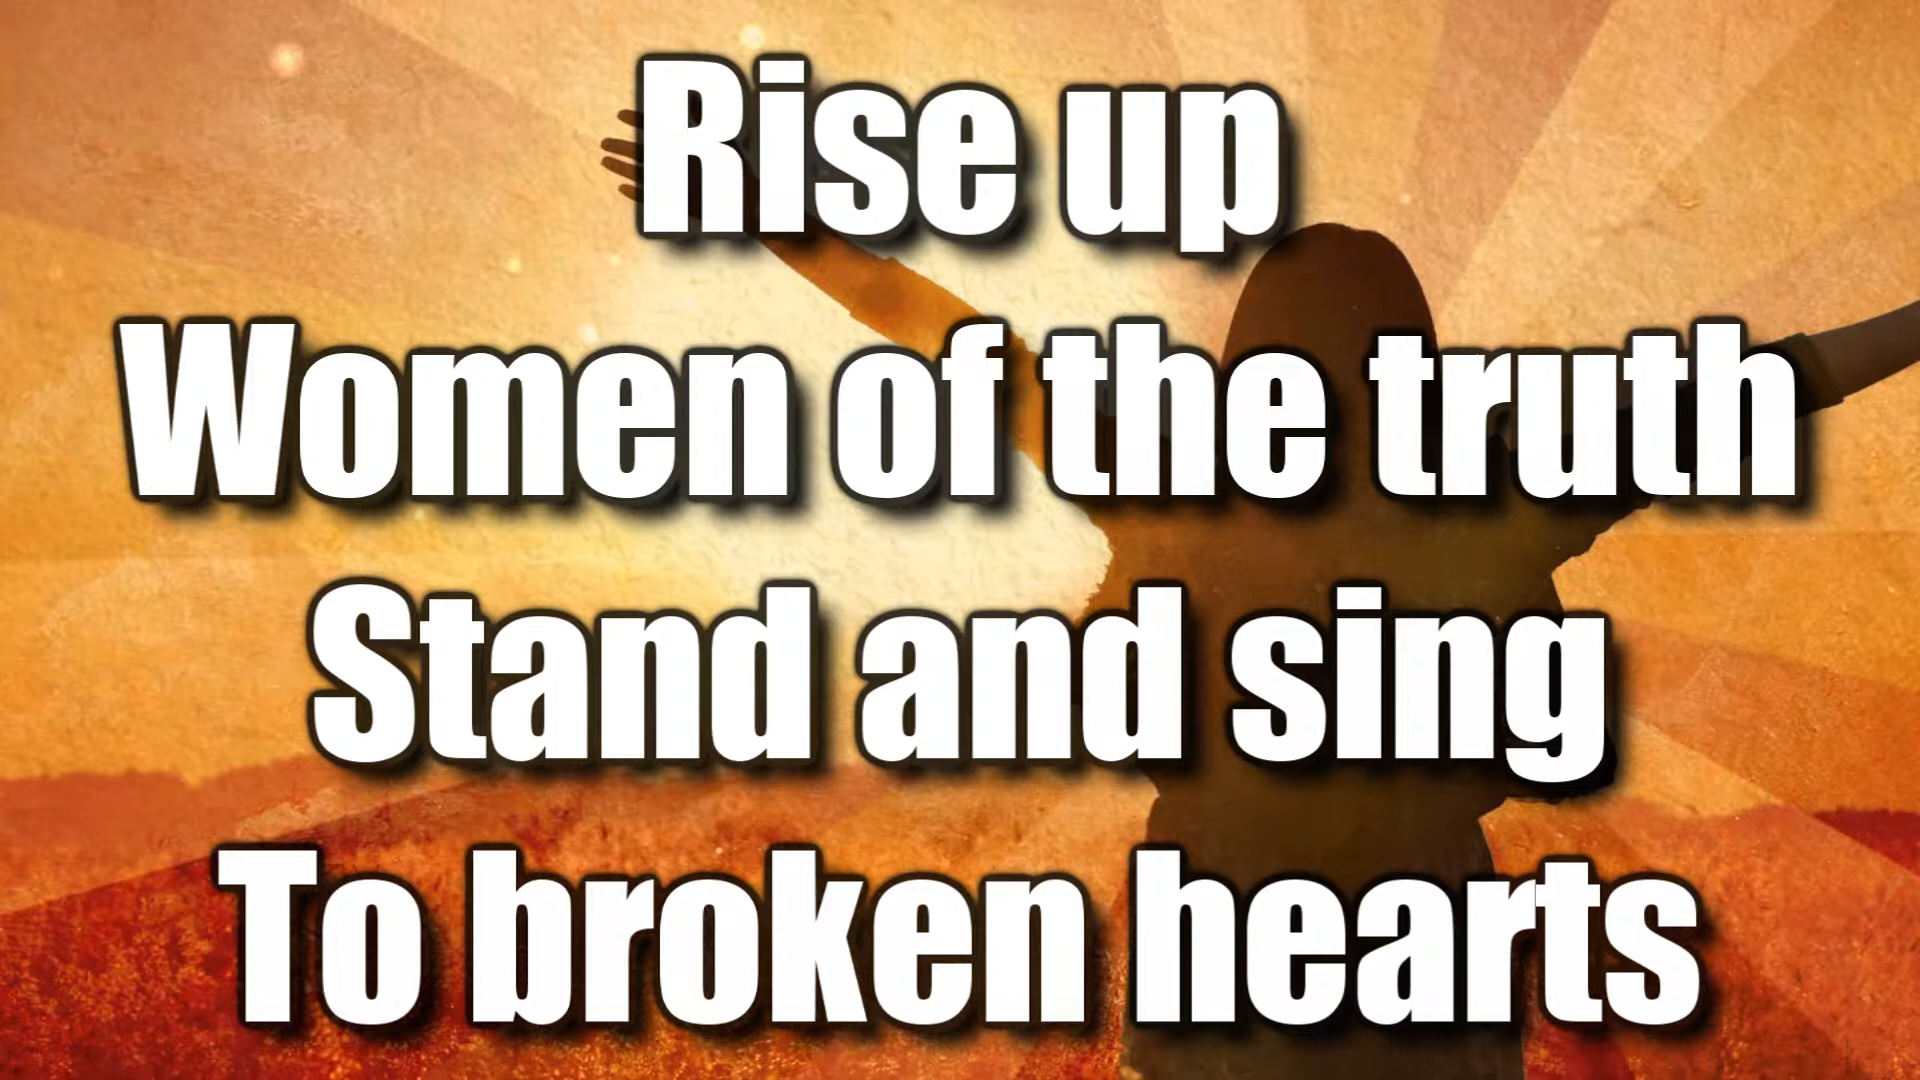 Rise up
Women of the truth
Stand and sing
To broken hearts